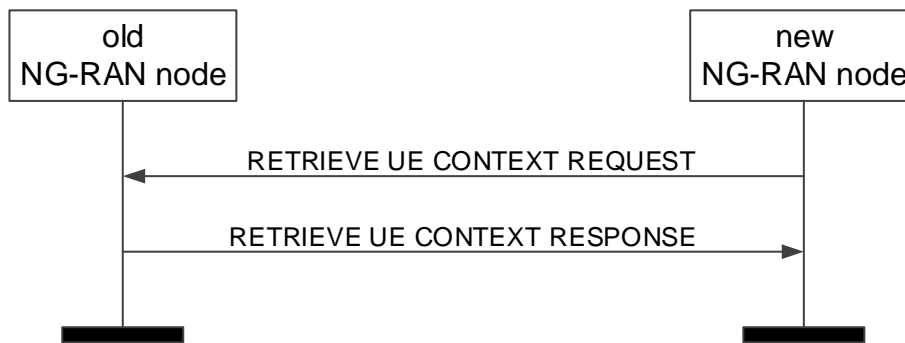 old
NG-RAN node
new
NG-RAN node
RETRIEVE UE CONTEXT REQUEST
RETRIEVE UE CONTEXT RESPONSE